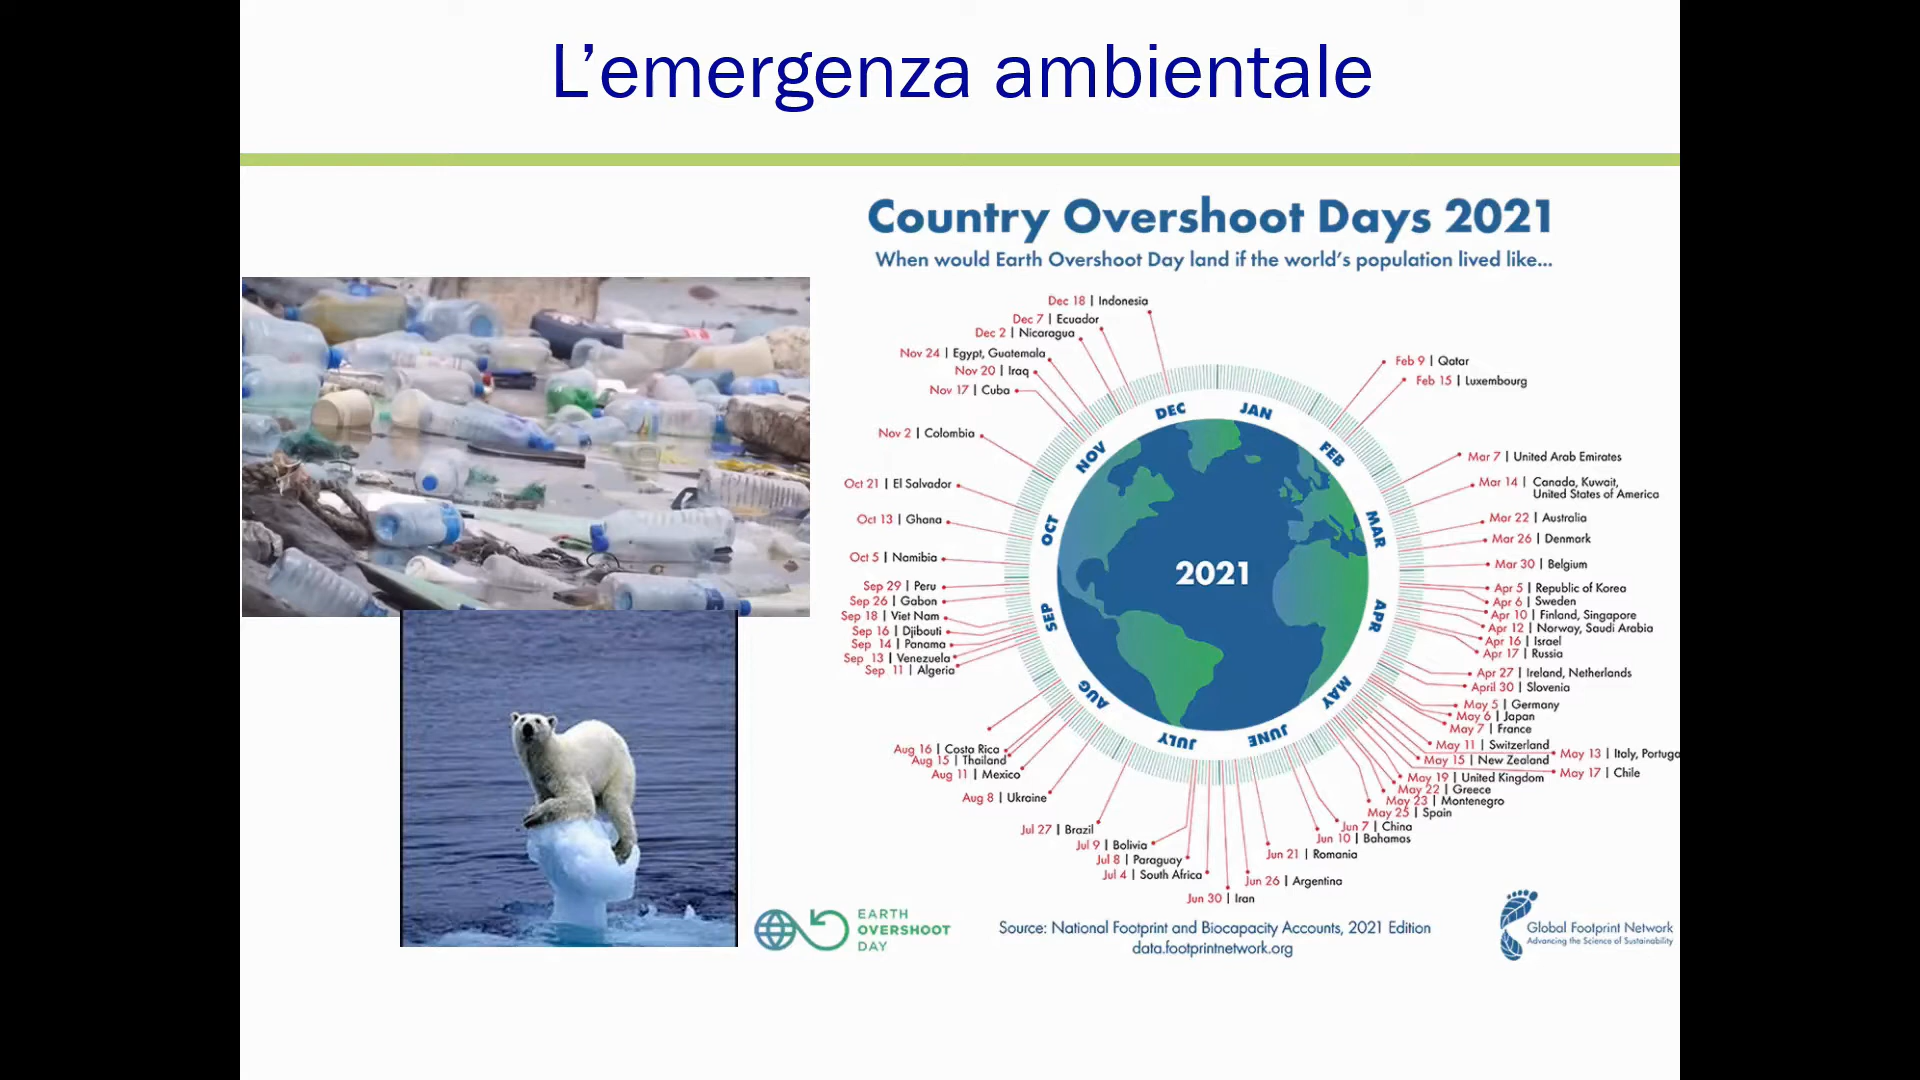 L’emergenza ambientale
Country Overshoot Days 2021
When would Earth Overshoot Day land if the world’s population lived like...
Dec 18 | Indonesia
Dec 7 | Ecuador
Dec 2 | Nicaragua
Nov 24 | Egypt, Guatemala
Nov 20 | Iraq
Nov 17 | Cuba
Nov 2 | Colombia
Oct 21 | El Salvador
Oct 13 | Ghana
Oct 5 | Namibia
Sep 29 | Peru
Sep 26 | Gabon
Sep 18 | Viet Nam
Sep 16 | Djibouti
Sep 14 | Panama
Sep 13 | Venezuela
Sep 11 | Algeria
Aug 16 | Costa Rica
Aug 15 | Thailand
Aug 11 | Mexico
Aug 8 | Ukraine
Jul 27 | Brazil
Jul 9 | Bolivia
Jul 8 | Paraguay
Jul 4 | South Africa
Jun 30 | Iran
Feb 9 | Qatar
Feb 15 | Luxembourg
Mar 7 | United Arab Emirates
Mar 14 | Canada, Kuwait,
United States of America
Mar 22 | Australia
Mar 26 | Denmark
Mar 30 | Belgium
Apr 5 | Republic of Korea
Apr 6 | Sweden
Apr 10 | Finland, Singapore
Apr 12 | Norway, Saudi Arabia
Apr 16 | Israel
Apr 17 | Russia
Apr 27 | Ireland, Netherlands
April 30 | Slovenia
May 5 | Germany
May 6 | Japan
May 7 | France
May 11 | Switzerland
May 13 | Italy, Portuga
May 15 | New Zealand
May 17 | Chile
May 19 | United Kingdom
May 22 | Greece
May 23 | Montenegro
May 25 | Spain
Jun 7 | China
Jun 10 | Bahamas
Jun 21 | Romania
Jun 26 | Argentina
JAN
FEB
MAR
APR
MAY
JUNE
JULY
AUG
SEP
OCT
NOV
DEC
2021
EARTH
OVERSHOOT
DAY
Source: National Footprint and Biocapacity Accounts, 2021 Edition
data.footprintnetwork.org
Global Footprint Network
Advancing the Science of Sustainability